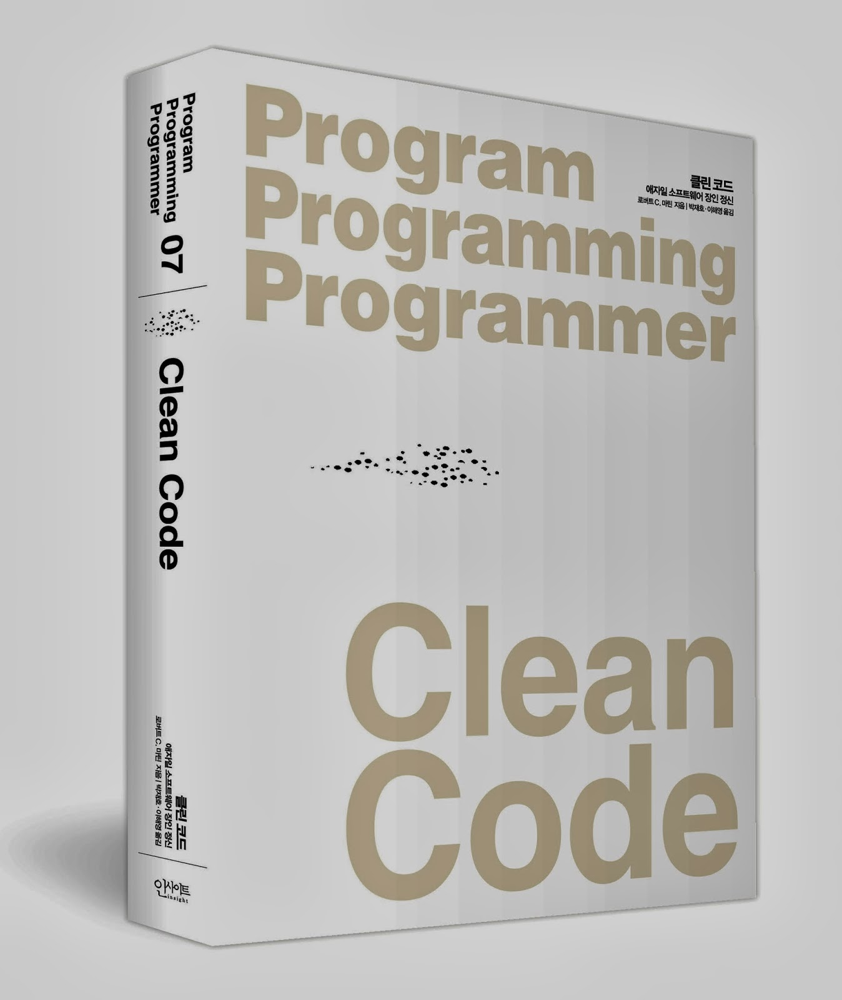 Program
Programming
Programmer
07
Clean Code
클린 코드
애자일 소프트웨어 장인 정신
로버트 C. 마틴 지음 | 박재호·이해영 옮김
인사이트
insight
Program
Programming
Programmer
클린 코드
애자일 소프트웨어 장인 정신
로버트 C. 마틴 지음 | 박재호·이해영 옮김
Clean
Code